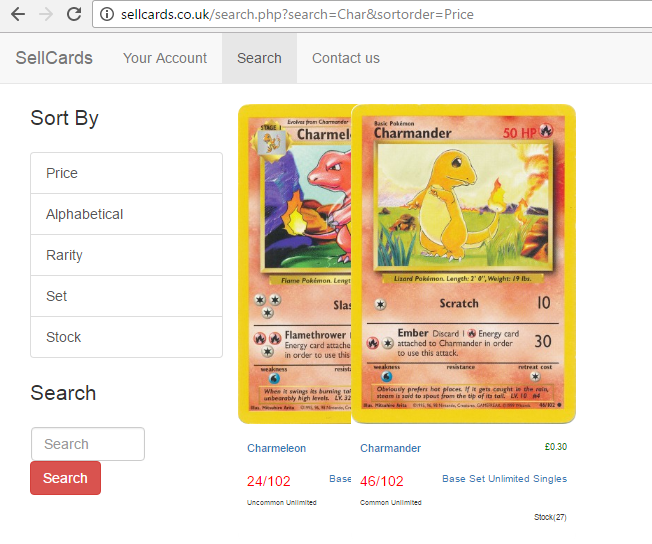 sellcards.co.uk/search.php?search=Char&sortorder=Price
SellCards Your Account Search Contact us
Sort By
Price
Alphabetical
Rarity
Set
Stock
Search
Search
Search
Evolves from Charmander
STAGE 1
Charmel
Flame Pokémon. Length:
Slas
Flamethrower
Energy card attache
in order to use this
weakness resist
When it swings its burning tai
unbearably high levels. LV. 32
Basic Pokémon
Charmander 50 HP
Lizard Pokémon. Length: 2' 0", Weight: 19 lbs.
Scratch 10
Ember Discard 1 Energy card
attached to Charmander in order
to use this attack. 30
weakness resistance retreat cost
Obviously prefers hot places. If it gets caught in the rain,
steam is said to spout from the tip of its tail. LV. 10 #4
Illus. Mitsuhiro Arita 46/102
Charmeleon
24/102 Base
Uncommon Unlimited
Charmander £0.30
46/102 Base Set Unlimited Singles
Common Unlimited
Stock(27)